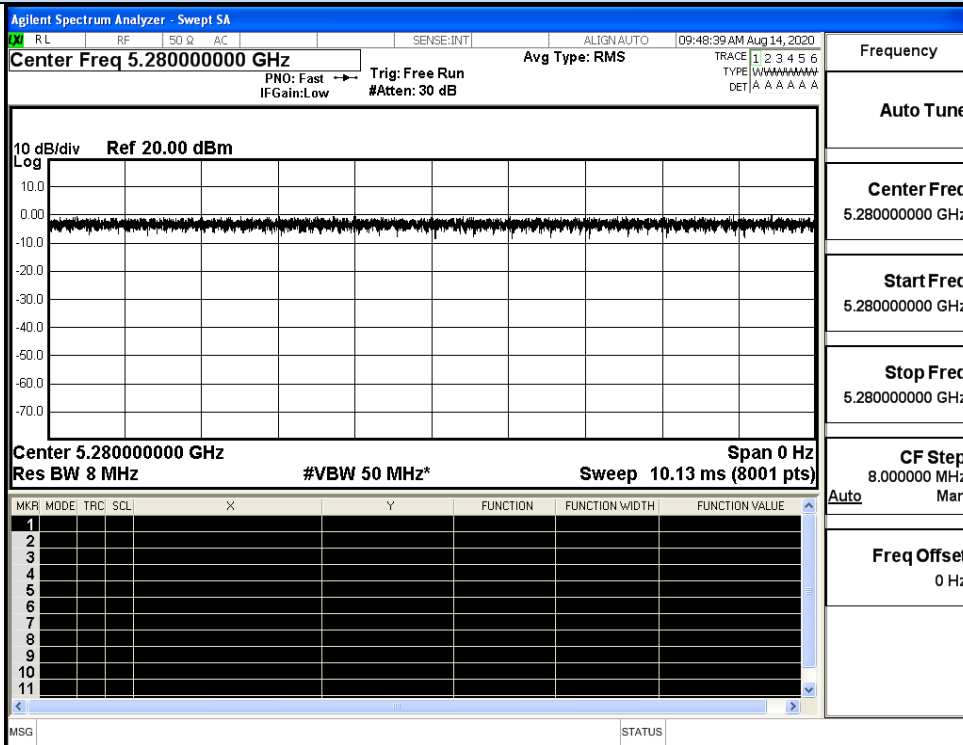 Agilent Spectrum Analyzer - Swept SA
LXI RL RF 50 Ω AC SENSE:INT ALIGN AUTO 09:48:39 AM Aug 14, 2020
Center Freq 5.280000000 GHz
Avg Type: RMS
TRACE 1 2 3 4 5 6
PNO: Fast Trig: Free Run
TYPE WWWWWW
IFGain:Low #Atten: 30 dB
DET A A A A A A
10 dB/div Ref 20.00 dBm
Log
10.0
0.00
-10.0
-20.0
-30.0
-40.0
-50.0
-60.0
-70.0
Center 5.280000000 GHz Span 0 Hz
Res BW 8 MHz #VBW 50 MHz* Sweep 10.13 ms (8001 pts)
MKR MODE TRC SCL X Y FUNCTION FUNCTION WIDTH FUNCTION VALUE
1
2
3
4
5
6
7
8
9
10
11
MSG STATUS
Frequency
Auto Tune
Center Freq
5.280000000 GHz
Start Freq
5.280000000 GHz
Stop Freq
5.280000000 GHz
CF Step
8.000000 MHz
Auto Man
Freq Offset
0 Hz